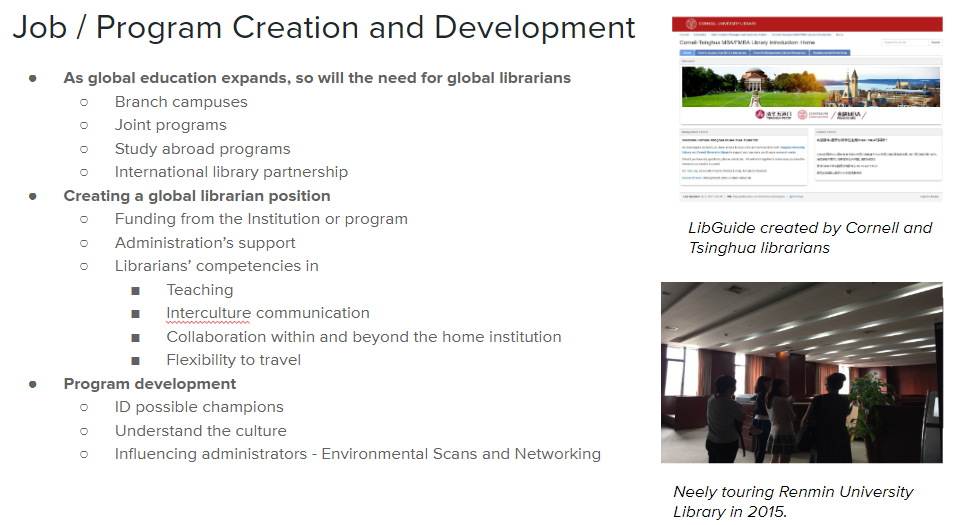 Job / Program Creation and Development
● As global education expands, so will the need for global librarians
○ Branch campuses
○ Joint programs
○ Study abroad programs
○ International library partnership
● Creating a global librarian position
○ Funding from the Institution or program
○ Administration's support
○ Librarians' competencies in
■ Teaching
■ Interculture communication
■ Collaboration within and beyond the home institution
■ Flexibility to travel
● Program development
○ ID possible champions
○ Understand the culture
○ Influencing administrators - Environmental Scans and Networking
CORNELL UNIVERSITY LIBRARY
Cornell-Tsinghua MBA/FMBA Library Introduction: Home
LibGuide created by Cornell and
Tsinghua librarians
Neely touring Renmin University
Library in 2015.